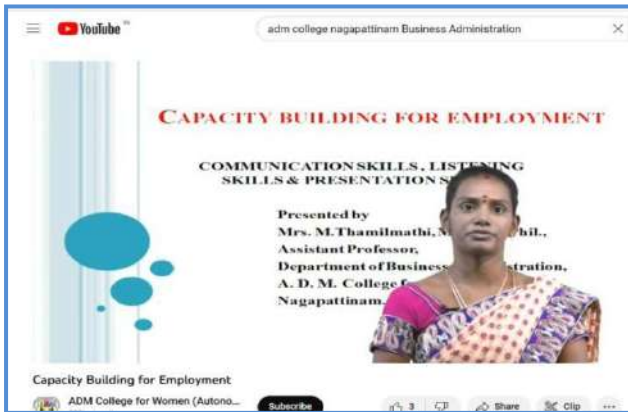 YouTube IN
adm college nagapattinam Business Administration
CAPACITY BUILDING FOR EMPLOYMENT
COMMUNICATION SKILLS, LISTENING
SKILLS & PRESENTATION
Presented by
Mrs. M.Thamilmathi,
Assistant Professor,
Department of Business
A. D. M. College
Nagapattinam.
Capacity Building for Employment
ADM College for Women (Autono...
Subscribe
3
Share
Clip